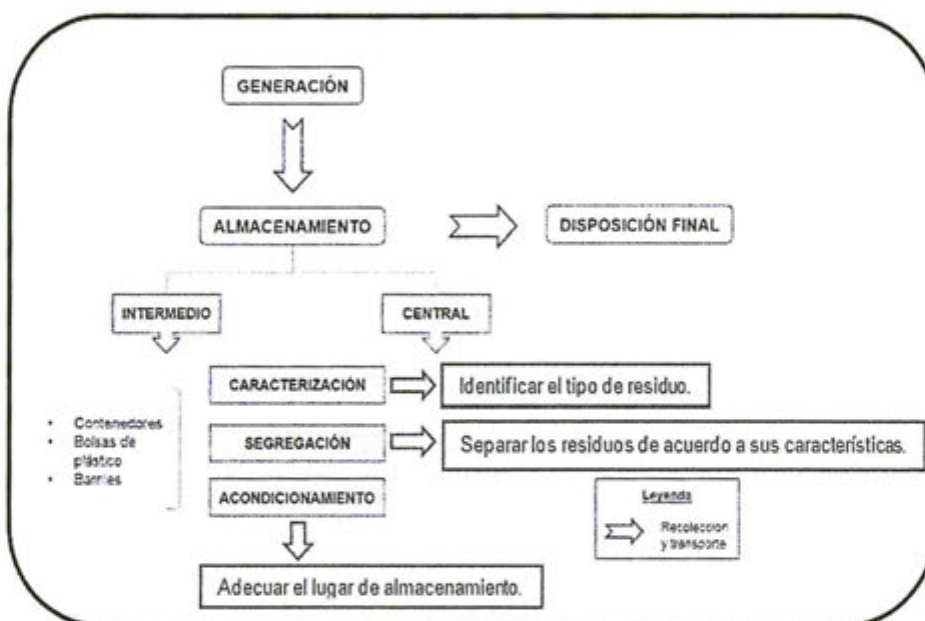 GENERACIÓN
ALMACENAMIENTO
DISPOSICIÓN FINAL
INTERMEDIO
CENTRAL
CARACTERIZACIÓN
Identificar el tipo de residuo.
• Contenedores
• Bolsas de
plástico
• Barriles
SEGREGACIÓN
Separar los residuos de acuerdo a sus características.
ACONDICIONAMIENTO
Leyenda
Recoleccion
y transporte
Adecuar el lugar de almacenamiento.